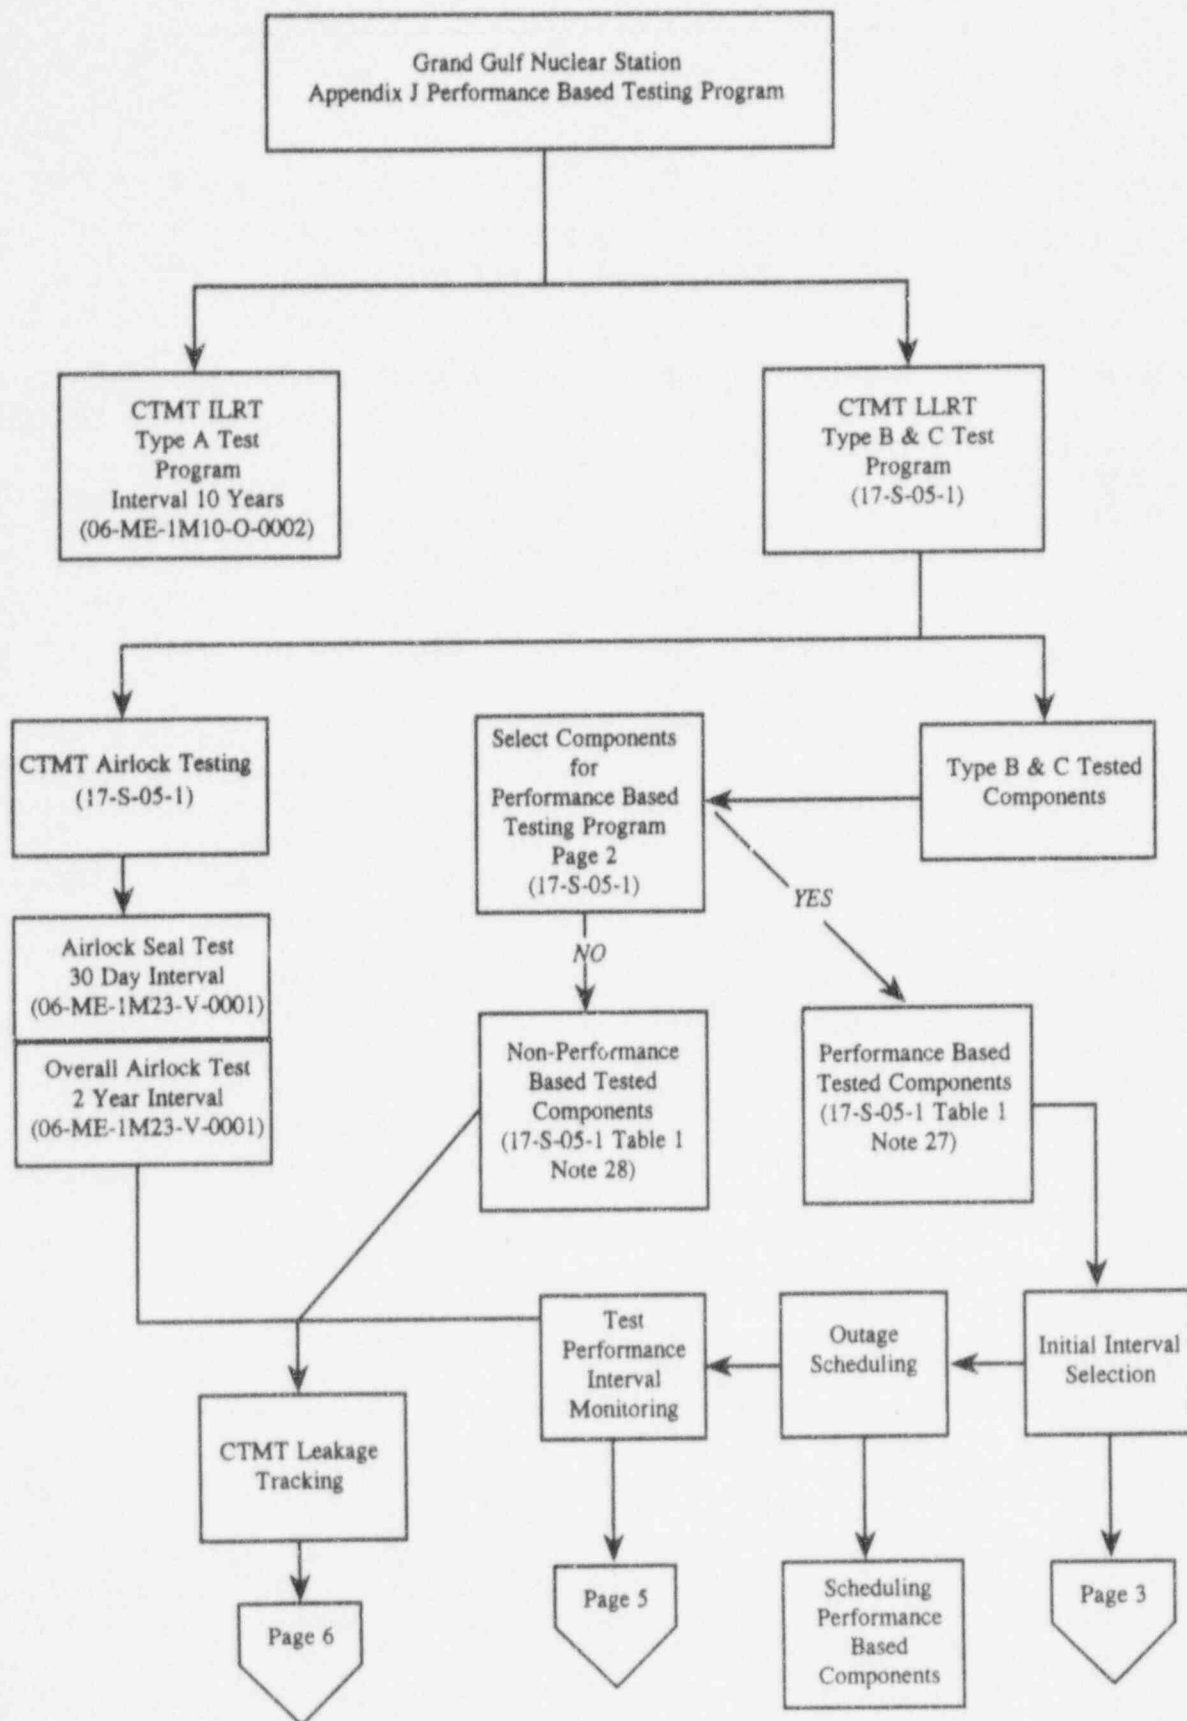 Grand Gulf Nuclear Station
Appendix J Performance Based Testing Program
CTMT ILRT
Type A Test
Program
Interval 10 Years
(06-ME-1M10-O-0002)
CTMT LLRT
Type B & C Test
Program
(17-S-05-1)
CTMT Airlock Testing
(17-S-05-1)
Select Components
for
Performance Based
Testing Program
Page 2
(17-S-05-1)
Type B & C Tested
Components
YES
NO
Airlock Seal Test
30 Day Interval
(06-ME-1M23-V-0001)
Overall Airlock Test
2 Year Interval
(06-ME-1M23-V-0001)
Non-Performance
Based Tested
Components
(17-S-05-1 Table 1
Note 28)
Performance Based
Tested Components
(17-S-05-1 Table 1
Note 27)
Test
Performance
Interval
Monitoring
Outage
Scheduling
Initial Interval
Selection
CTMT Leakage
Tracking
Page 6
Page 5
Scheduling
Performance
Based
Components
Page 3